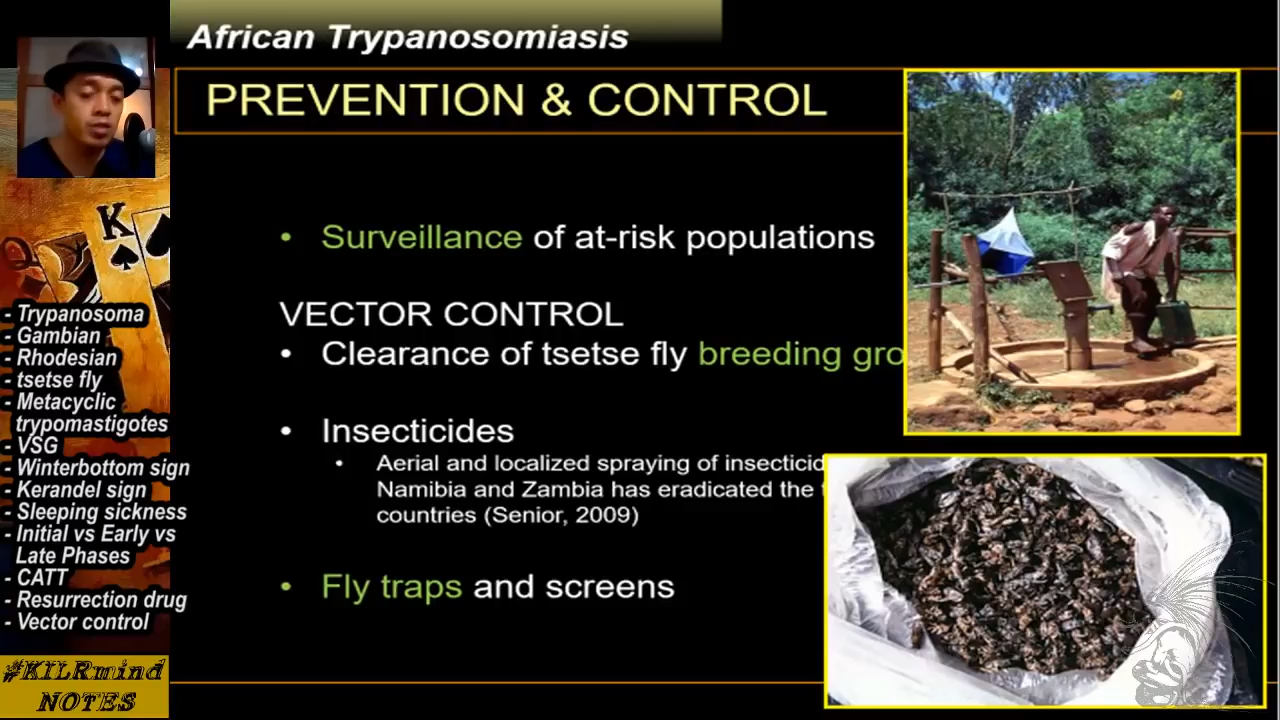 African Trypanosomiasis
PREVENTION & CONTROL
• Surveillance of at-risk populations
VECTOR CONTROL
• Clearance of tsetse fly breeding gro
• Insecticides
• Aerial and localized spraying of insecticid
Namibia and Zambia has eradicated the
countries (Senior, 2009)
• Fly traps and screens
K
- Trypanosoma
- Gambian
- Rhodesian
- tsetse fly
- Metacyclic
trypomastigotes
- VSG
- Winterbottom sign
- Kerandel sign
- Sleeping sickness
- Initial vs Early vs
Late Phases
- CATT
- Resurrection drug
- Vector control
#KILRmind
NOTES